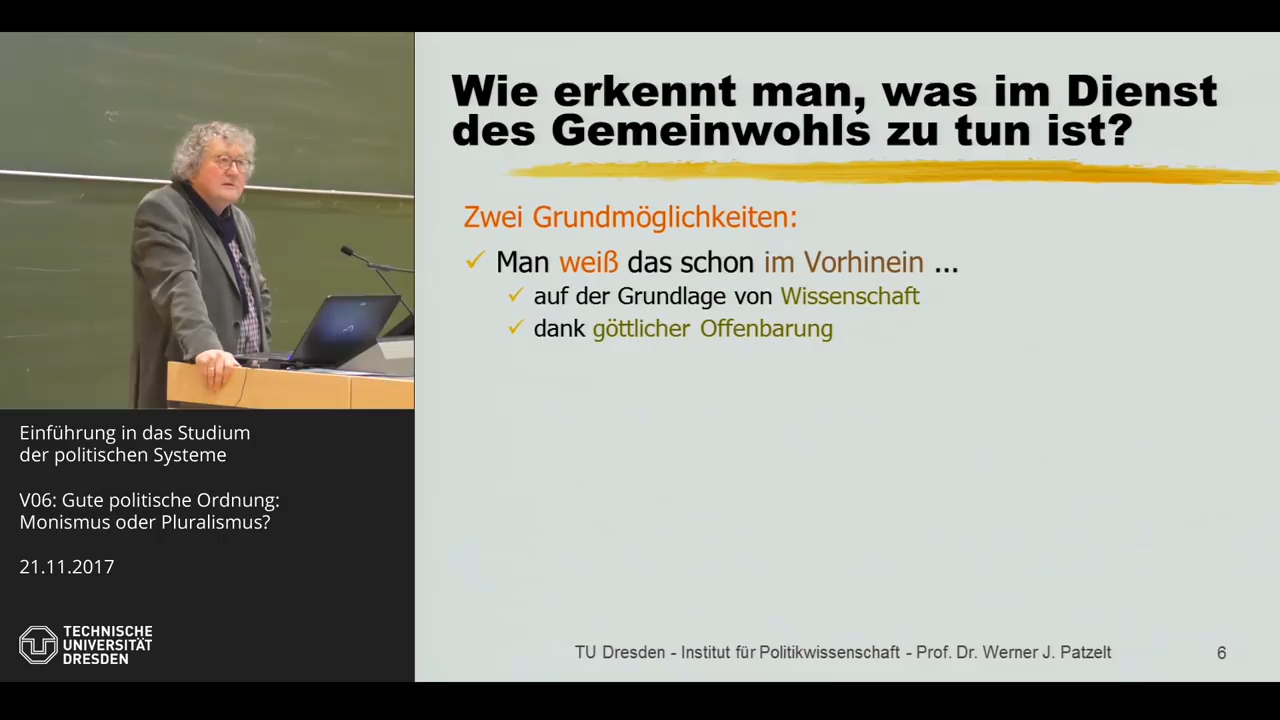 Wie erkennt man, was im Dienst
des Gemeinwohls zu tun ist?
Zwei Grundmöglichkeiten:
Man weiß das schon im Vorhinein ...
auf der Grundlage von Wissenschaft
dank göttlicher Offenbarung
Einführung in das Studium
der politischen Systeme
V06: Gute politische Ordnung:
Monismus oder Pluralismus?
21.11.2017
TECHNISCHE
UNIVERSITÄT
DRESDEN
TU Dresden - Institut für Politikwissenschaft - Prof. Dr. Werner J. Patzelt
6